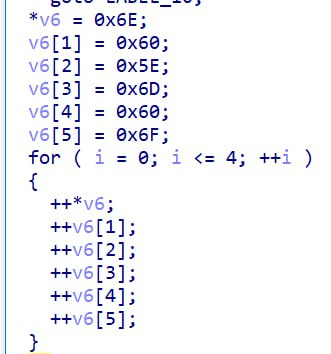 *v6 = 0x6E;
v6[1] = 0x60;
v6[2] = 0x5E;
v6[3] = 0x6D;
v6[4] = 0x60;
v6[5] = 0x6F;
for ( i = 0; i <= 4; ++i )
{
++*v6;
++v6[1];
++v6[2];
++v6[3];
++v6[4];
++v6[5];
}